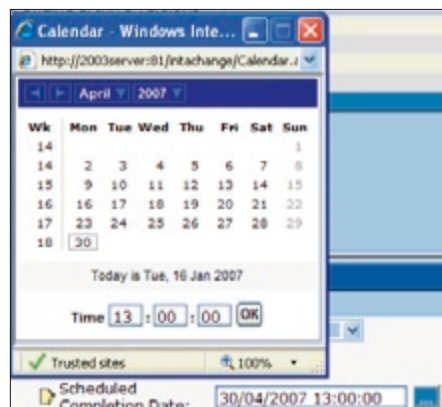 Calendar - Windows Inte...
http://2003server:81/intachange/Calendar.a
April 2007
Wk Mon Tue Wed Thu Fri Sat Sun
14 1
14 2 3 4 5 6 7 8
15 9 10 11 12 13 14 15
16 16 17 18 19 20 21 22
17 23 24 25 26 27 28 29
18 30
Today is Tue, 16 Jan 2007
Time 13 : 00 : 00 OK
Trusted sites 100%
Scheduled
Completion Date: 30/04/2007 13:00:00 ...